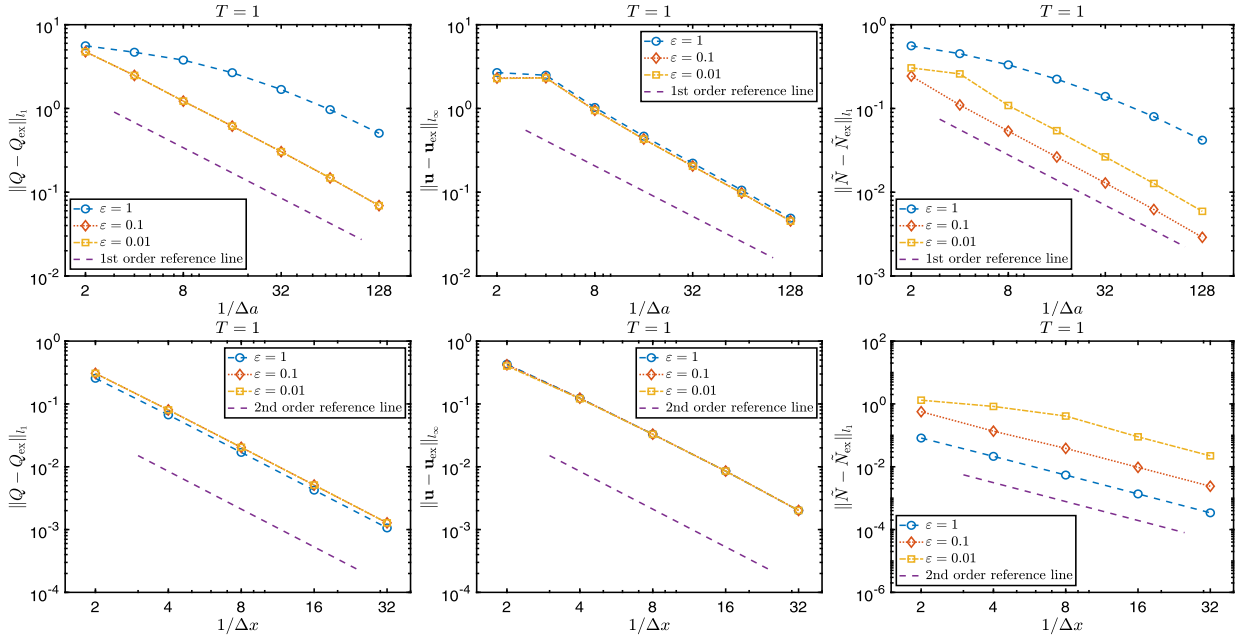 T = 1
‖Q − Q_ex‖_{l_1}
10^1
10^0
10^{-1}
10^{-2}
ε = 1
ε = 0.1
ε = 0.01
1st order reference line
2 8 32 128
1/Δa
T = 1
‖u − u_ex‖_{l_∞}
10^1
10^0
10^{-1}
10^{-2}
ε = 1
ε = 0.1
ε = 0.01
1st order reference line
2 8 32 128
1/Δa
T = 1
‖Ñ − Ñ_ex‖_{l_1}
10^0
10^{-1}
10^{-2}
10^{-3}
ε = 1
ε = 0.1
ε = 0.01
1st order reference line
2 8 32 128
1/Δa
T = 1
‖Q − Q_ex‖_{l_1}
10^0
10^{-1}
10^{-2}
10^{-3}
10^{-4}
ε = 1
ε = 0.1
ε = 0.01
2nd order reference line
2 4 8 16 32
1/Δx
T = 1
‖u − u_ex‖_{l_∞}
10^0
10^{-1}
10^{-2}
10^{-3}
10^{-4}
ε = 1
ε = 0.1
ε = 0.01
2nd order reference line
2 4 8 16 32
1/Δx
T = 1
‖Ñ − Ñ_ex‖_{l_1}
10^2
10^0
10^{-2}
10^{-4}
10^{-6}
ε = 1
ε = 0.1
ε = 0.01
2nd order reference line
2 4 8 16 32
1/Δx